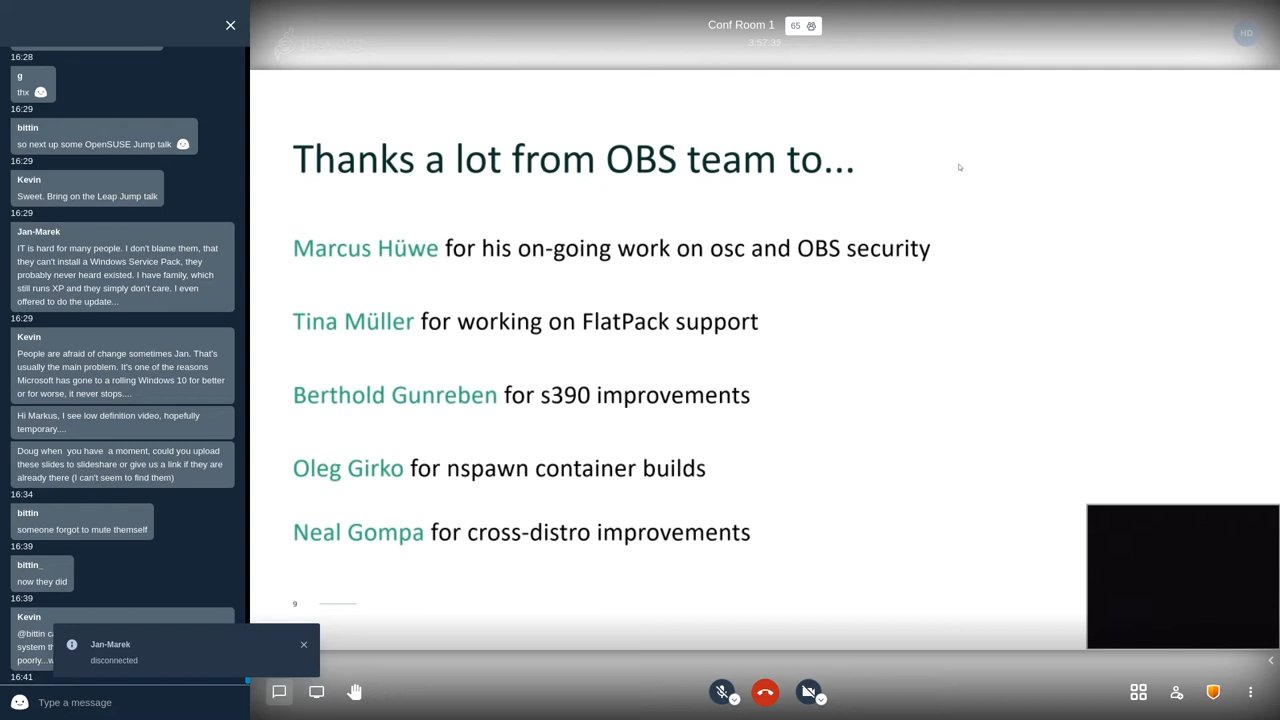 16:28
g
thx
16:29
bittin
so next up some OpenSUSE Jump talk
16:29
Kevin
Sweet. Bring on the Leap Jump talk
16:29
Jan-Marek
IT is hard for many people. I don't blame them, that
they can't install a Windows Service Pack, they
probably never heard existed. I have family, which
still runs XP and they simply don't care. I even
offered to do the update...
16:29
Kevin
People are afraid of change sometimes Jan. That's
usually the main problem. It's one of the reasons
Microsoft has gone to a rolling Windows 10 for better
or for worse, it never stops....
Hi Markus, I see low definition video, hopefully
temporary....
Doug when you have a moment, could you upload
these slides to slideshare or give us a link if they are
already there (I can't seem to find them)
16:34
bittin
someone forgot to mute themself
16:39
bittin_
now they did
16:39
Kevin
@bittin
system
poorly...
16:41
Jan-Marek
disconnected
Type a message
Conf Room 1
65
3:57:35
HD
Thanks a lot from OBS team to...
Marcus Hüwe for his on-going work on osc and OBS security
Tina Müller for working on FlatPack support
Berthold Gunreben for s390 improvements
Oleg Girko for nspawn container builds
Neal Gompa for cross-distro improvements
9